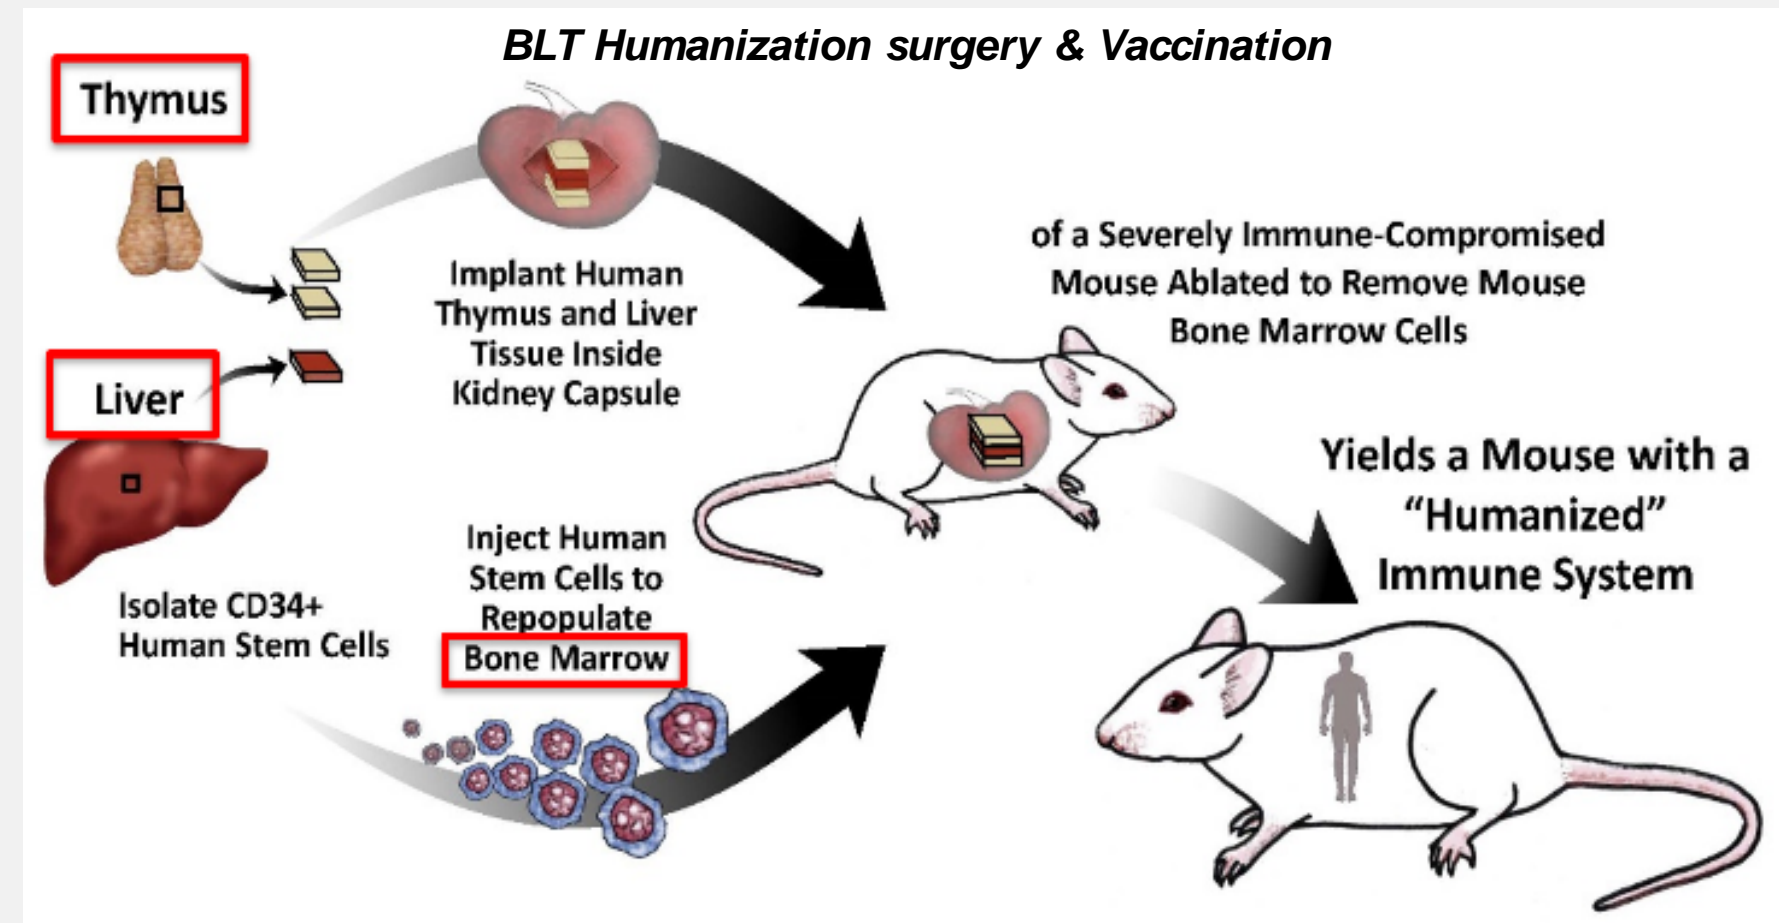 BLT Humanization surgery & Vaccination
Thymus
Implant Human
Thymus and Liver
Tissue Inside
Kidney Capsule
of a Severely Immune-Compromised
Mouse Ablated to Remove Mouse
Bone Marrow Cells
Liver
Isolate CD34+
Human Stem Cells
Inject Human
Stem Cells to
Repopulate
Bone Marrow
Yields a Mouse with a
“Humanized”
Immune System